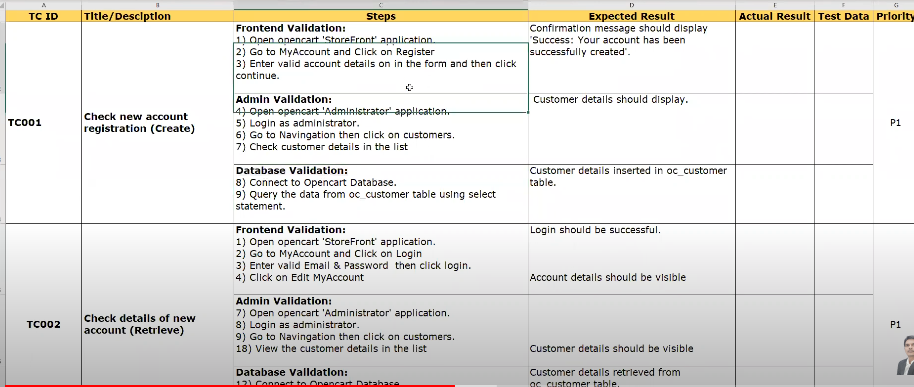 A B C D E F G
TC ID Title/Desciption Steps Expected Result Actual Result Test Data Priority
Frontend Validation:
1) Open opencart 'StoreFront' application.
2) Go to MyAccount and Click on Register
3) Enter valid account details on in the form and then click
continue.
Confirmation message should display
'Success: Your account has been
successfully created'.
TC001
Check new account
registration (Create)
Admin Validation:
4) Open opencart 'Administrator' application.
5) Login as administrator.
6) Go to Navingation then click on customers.
7) Check customer details in the list
Customer details should display.
P1
Database Validation:
8) Connect to Opencart Database.
9) Query the data from oc_customer table using select
statement.
Customer details inserted in oc_customer
table.
Frontend Validation:
1) Open opencart 'StoreFront' application.
2) Go to MyAccount and Click on Login
3) Enter valid Email & Password then click login.
4) Click on Edit MyAccount
Login should be successful.
Account details should be visible
TC002
Check details of new
account (Retrieve)
Admin Validation:
7) Open opencart 'Administrator' application.
8) Login as administrator.
9) Go to Navingation then click on customers.
18) View the customer details in the list
Customer details should be visible
P1
Database Validation:
12) Connect to Opencart Database.
Customer details retrieved from
oc_customer table.